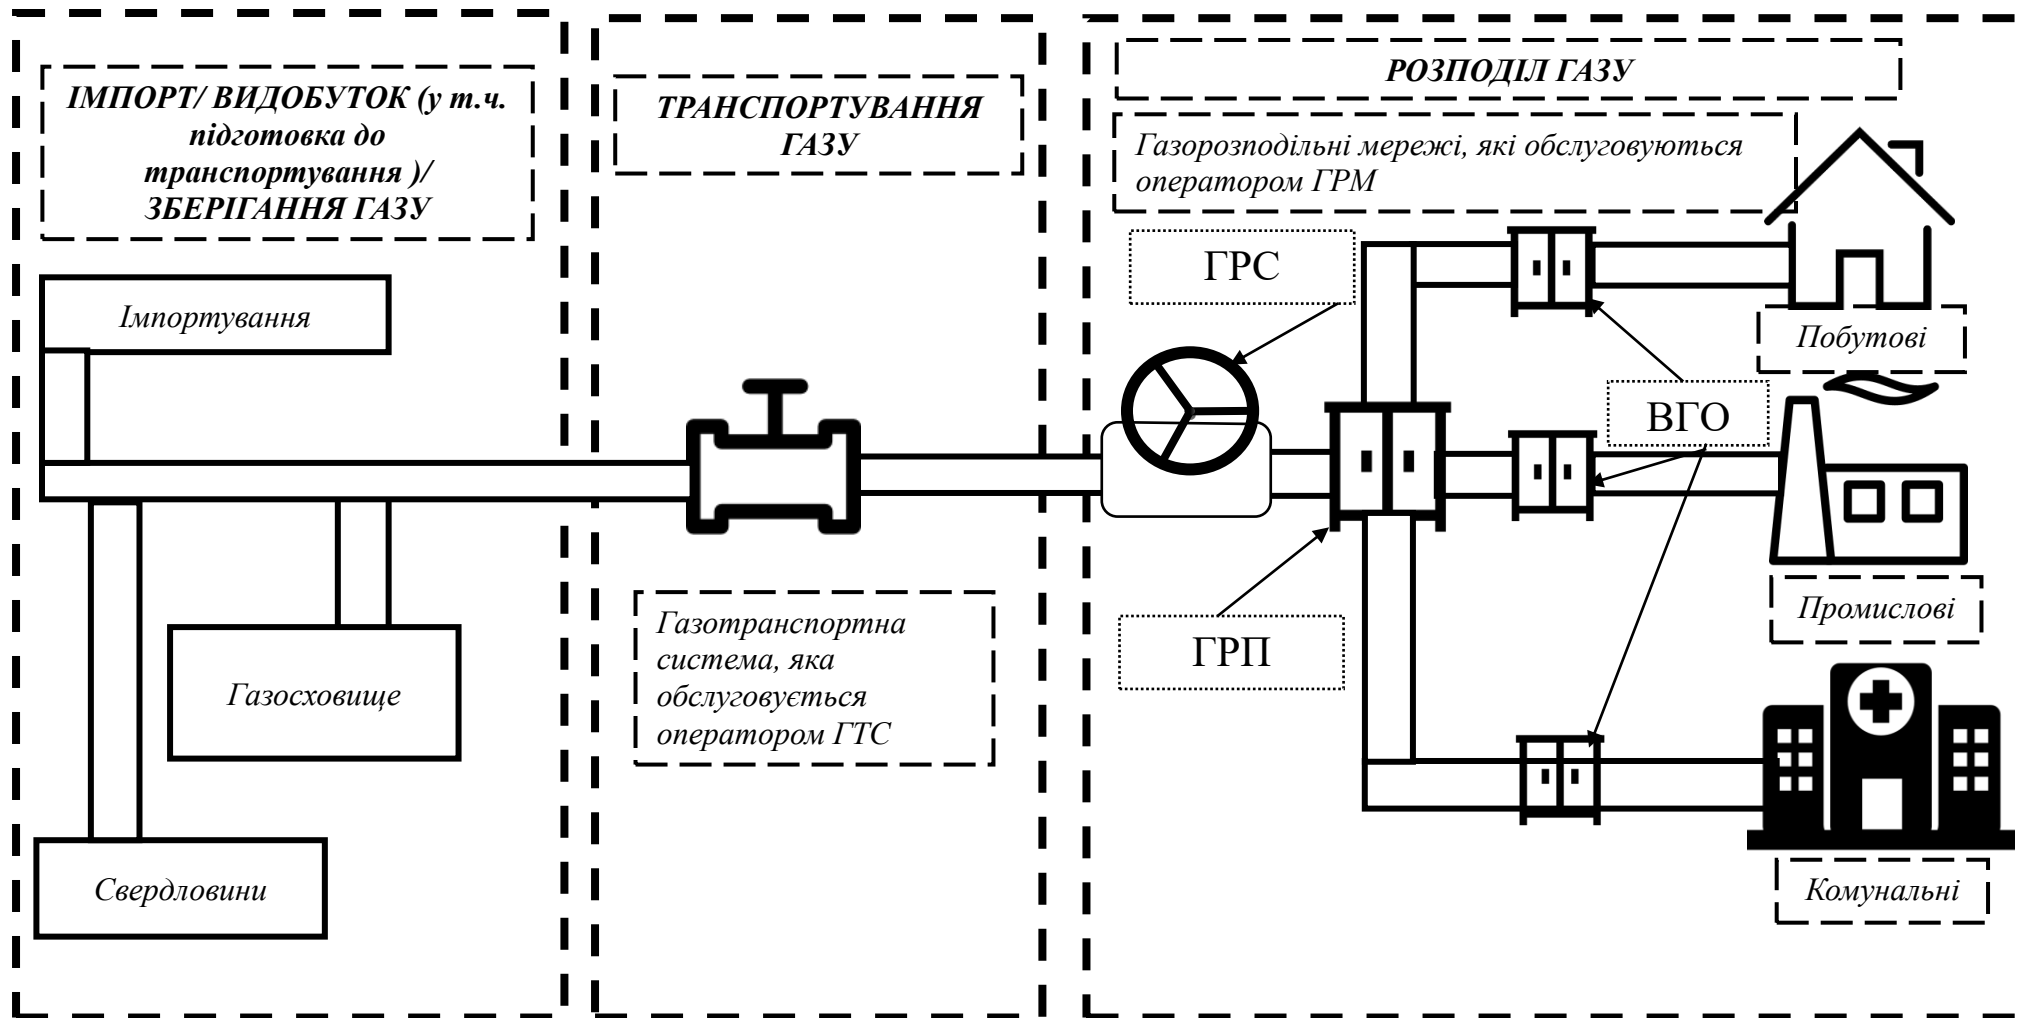 ІМПОРТ/ ВИДОБУТОК (у т.ч.
підготовка до
транспортування )/
ЗБЕРІГАННЯ ГАЗУ
Імпортування
Газосховище
Свердловини
ТРАНСПОРТУВАННЯ
ГАЗУ
Газотранспортна
система, яка
обслуговується
оператором ГТС
РОЗПОДІЛ ГАЗУ
Газорозподільні мережі, які обслуговуються
оператором ГРМ
ГРС
Побутові
ВГО
ГРП
Промислові
Комунальні